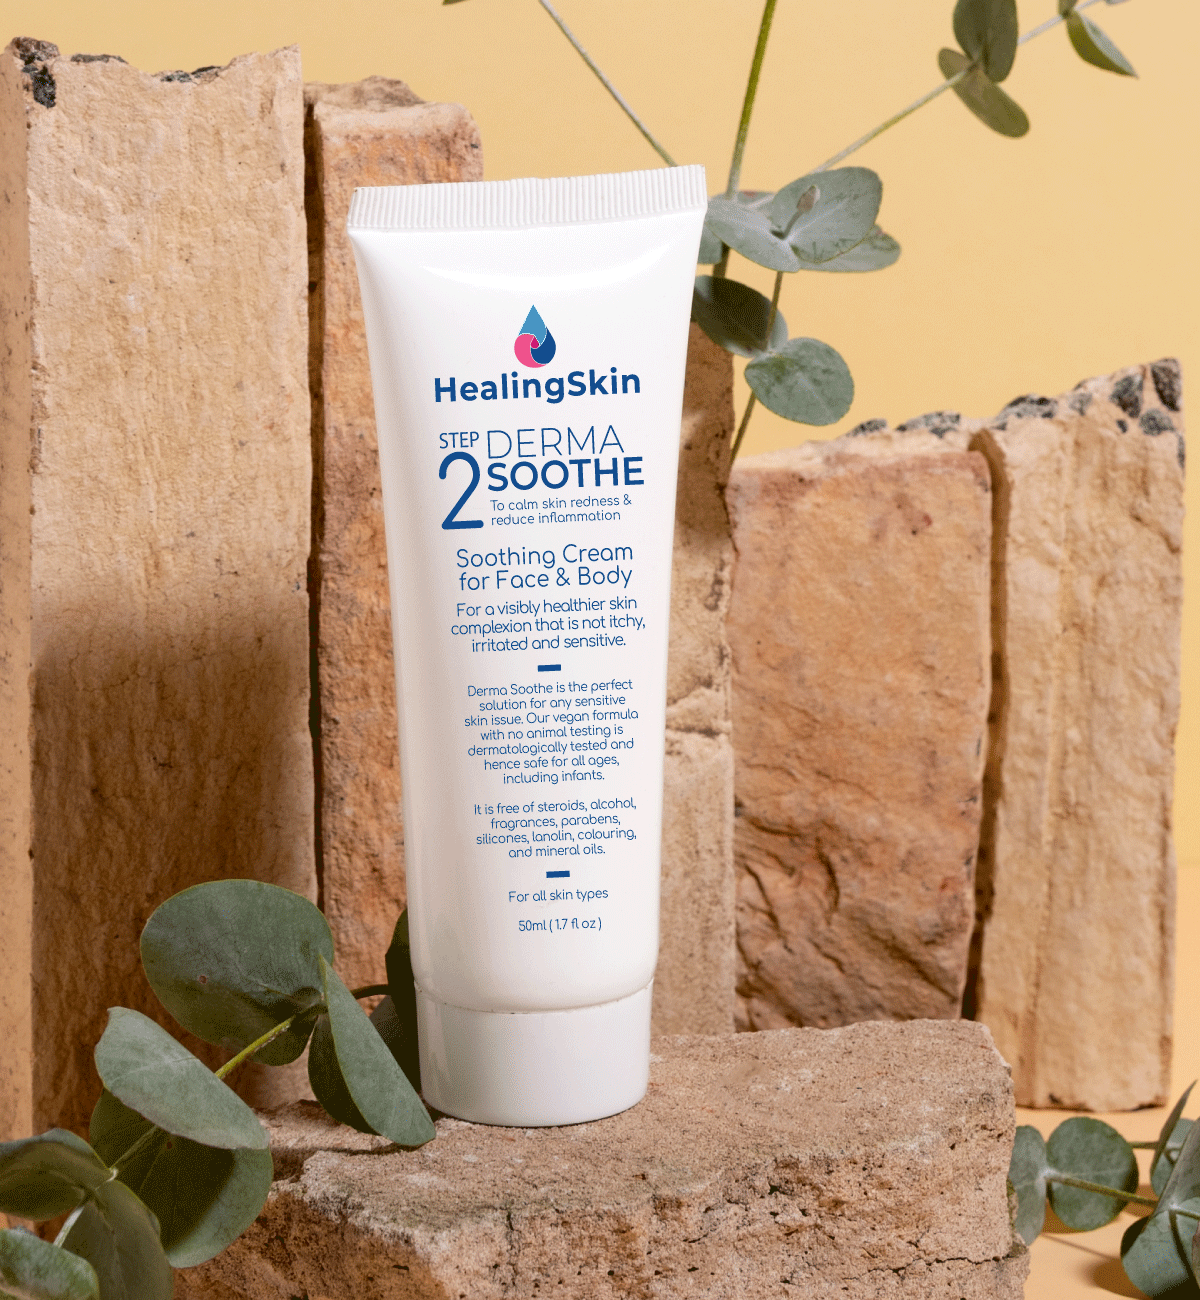 HealingSkin
STEP
2
DERMA
SOOTHE
To calm skin redness &
reduce inflammation
Soothing Cream
for Face & Body
For a visibly healthier skin
complexion that is not itchy,
irritated and sensitive.
Derma Soothe is the perfect
solution for any sensitive
skin issue. Our vegan formula
with no animal testing is
dermatologically tested and
hence safe for all ages,
including infants.
It is free of steroids, alcohol,
fragrances, parabens,
silicones, lanolin, colouring,
and mineral oils.
For all skin types
50ml ( 1.7 fl oz )